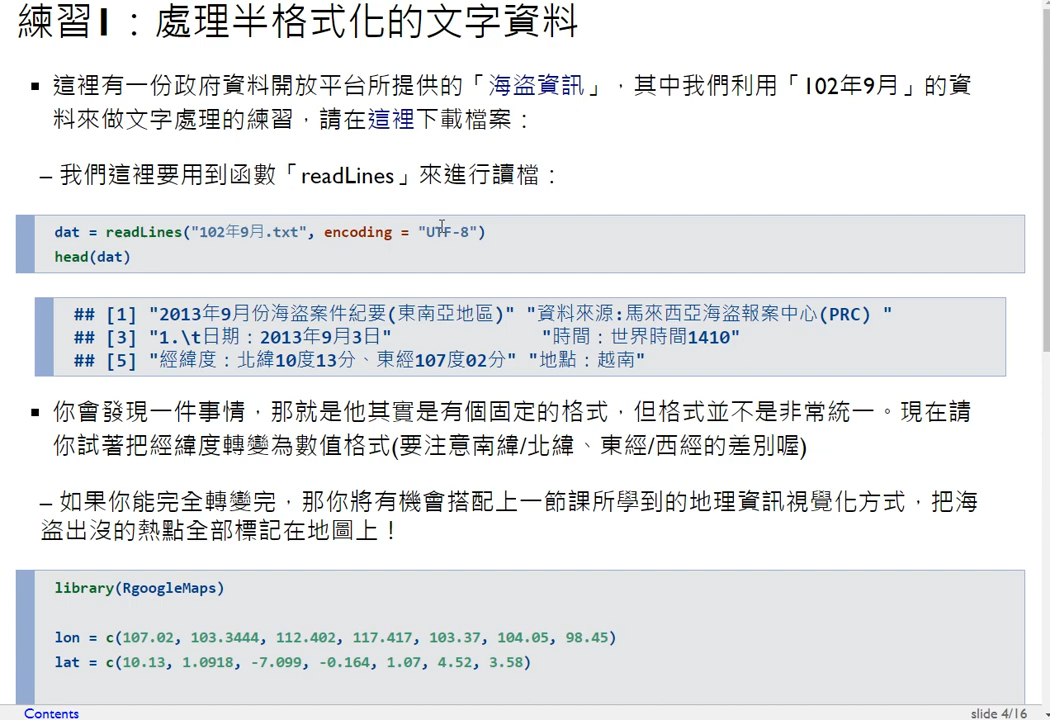 練習1：處理半格式化的文字資料
▪ 這裡有一份政府資料開放平台所提供的「海盜資訊」，其中我們利用「102年9月」的資
料來做文字處理的練習，請在這裡下載檔案：
– 我們這裡要用到函數「readLines」來進行讀檔：
dat = readLines("102年9月.txt", encoding = "UTF-8")
head(dat)
## [1] "2013年9月份海盜案件紀要(東南亞地區)" "資料來源:馬來西亞海盜報案中心(PRC) "
## [3] "1.\t日期：2013年9月3日" "時間：世界時間1410"
## [5] "經緯度：北緯10度13分、東經107度02分" "地點：越南"
▪ 你會發現一件事情，那就是他其實是有個固定的格式，但格式並不是非常統一。現在請
你試著把經緯度轉變為數值格式(要注意南緯/北緯、東經/西經的差別喔)
– 如果你能完全轉變完，那你將有機會搭配上一節課所學到的地理資訊視覺化方式，把海
盜出沒的熱點全部標記在地圖上！
library(RgoogleMaps)
lon = c(107.02, 103.3444, 112.402, 117.417, 103.37, 104.05, 98.45)
lat = c(10.13, 1.0918, -7.099, -0.164, 1.07, 4.52, 3.58)
Contents
slide 4/16